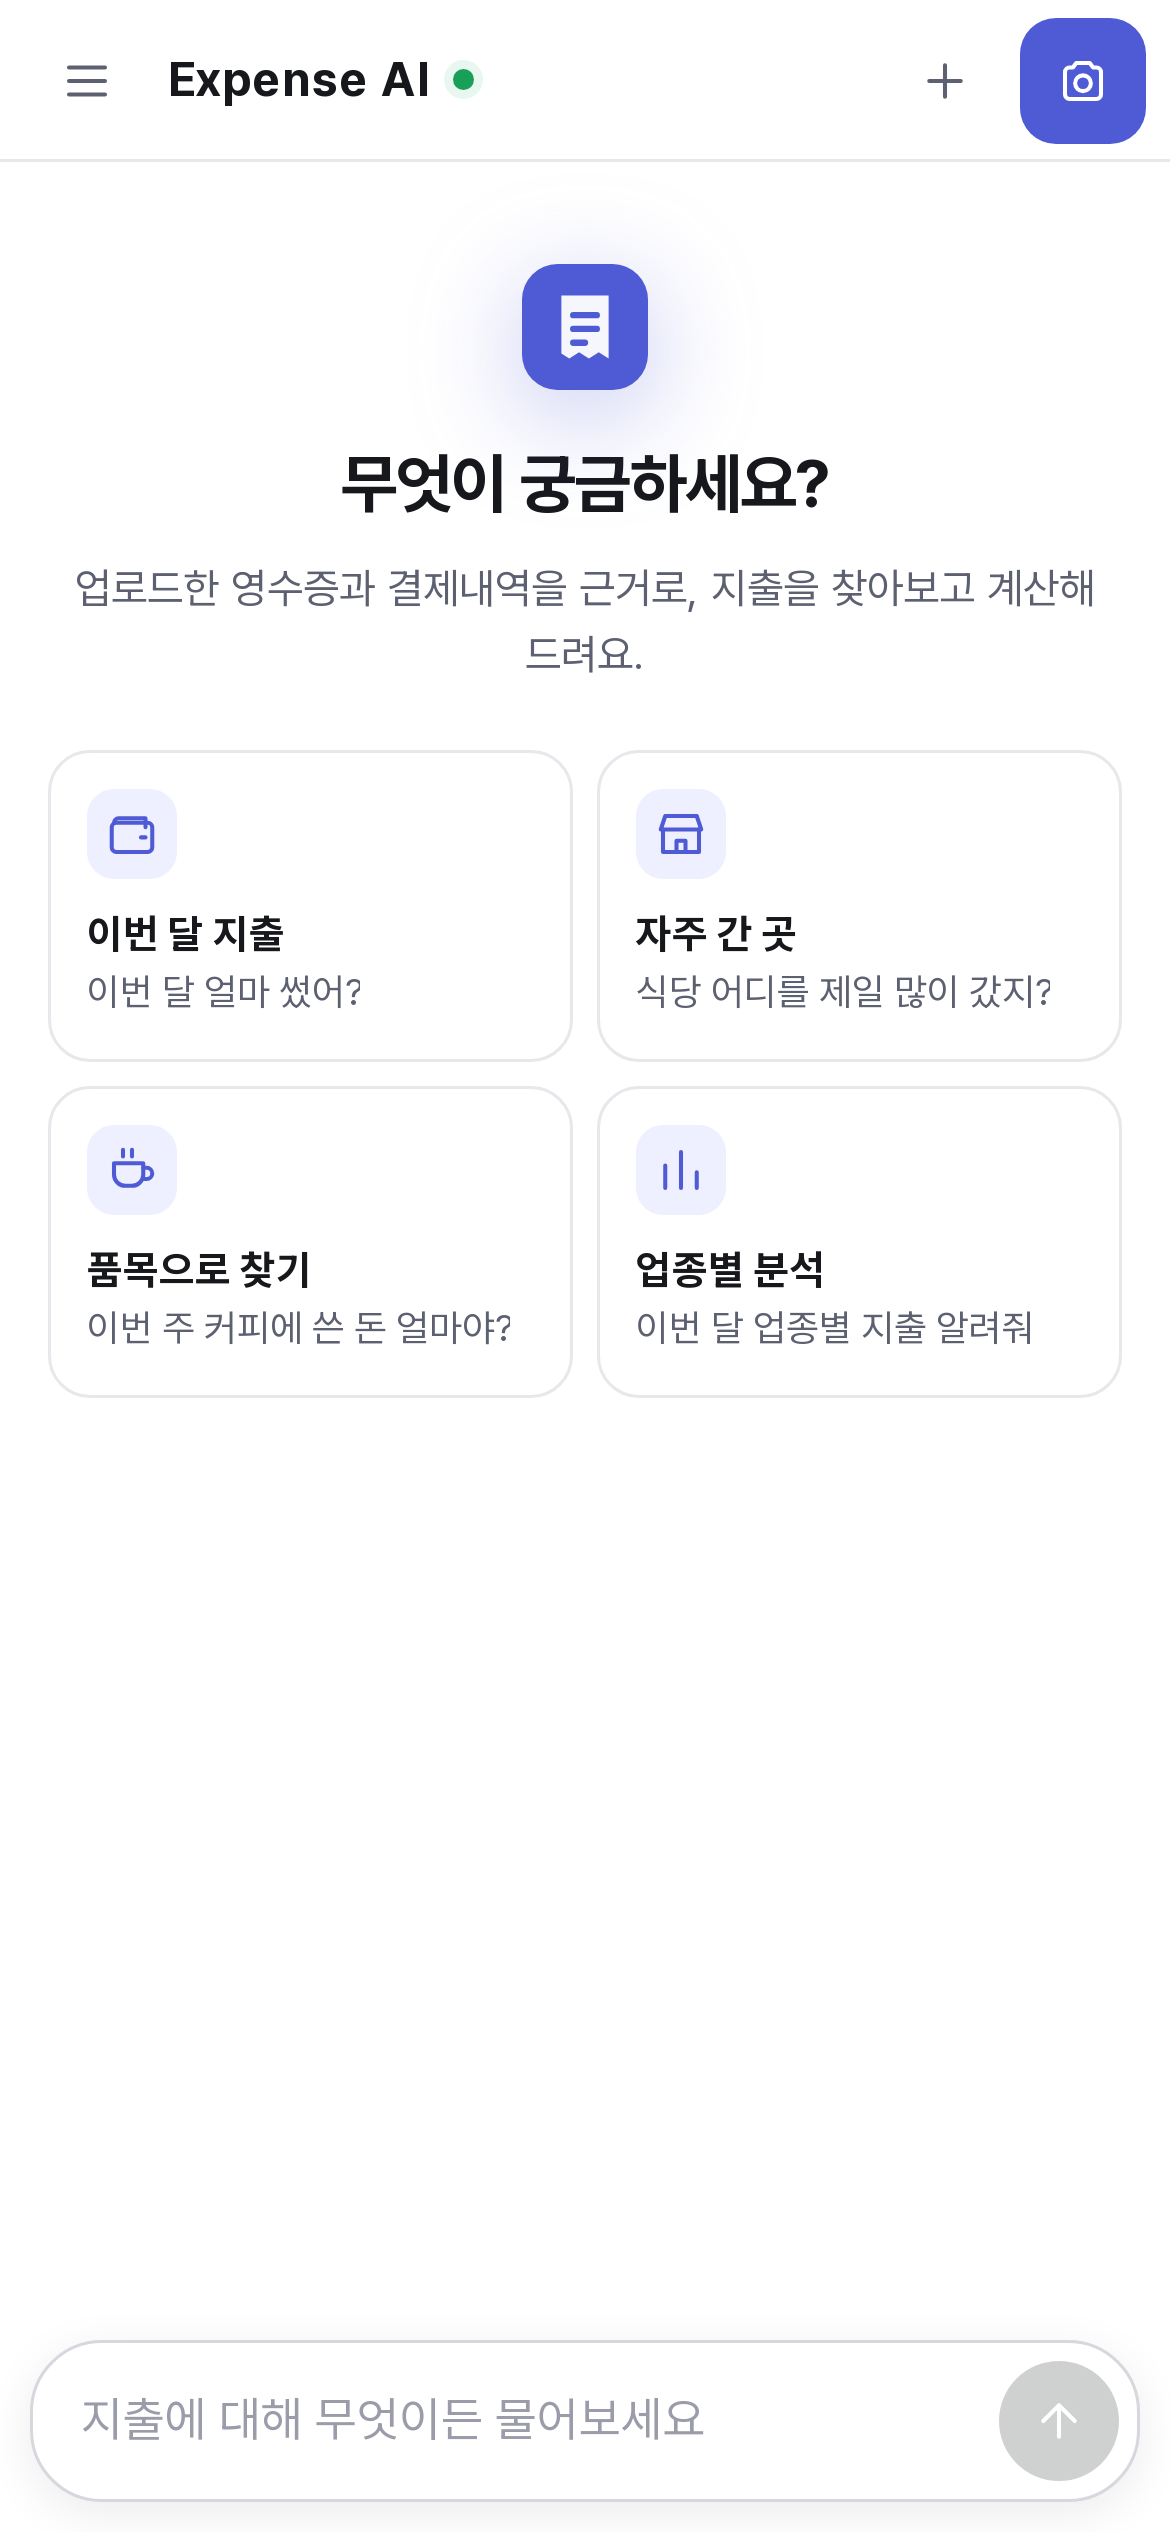 Expense AI
무엇이 궁금하세요?
업로드한 영수증과 결제내역을 근거로, 지출을 찾아보고 계산해
드려요.
이번 달 지출
이번 달 얼마 썼어?
자주 간 곳
식당 어디를 제일 많이 갔지?
품목으로 찾기
이번 주 커피에 쓴 돈 얼마야?
업종별 분석
이번 달 업종별 지출 알려줘
지출에 대해 무엇이든 물어보세요